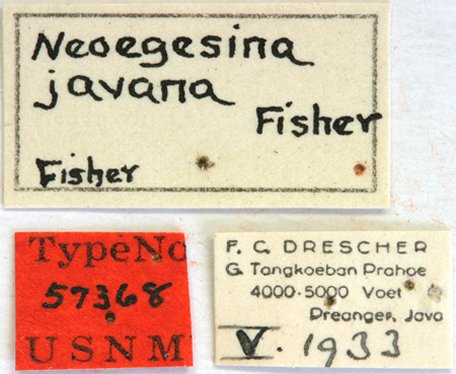 Neoegesina
javana
Fisher
Fisher
Type No
57368
USNM
F. C. DRESCHER
G. Tangkoeban Prahoe
4000-5000 Voet
Preanger, Java
V. 1933